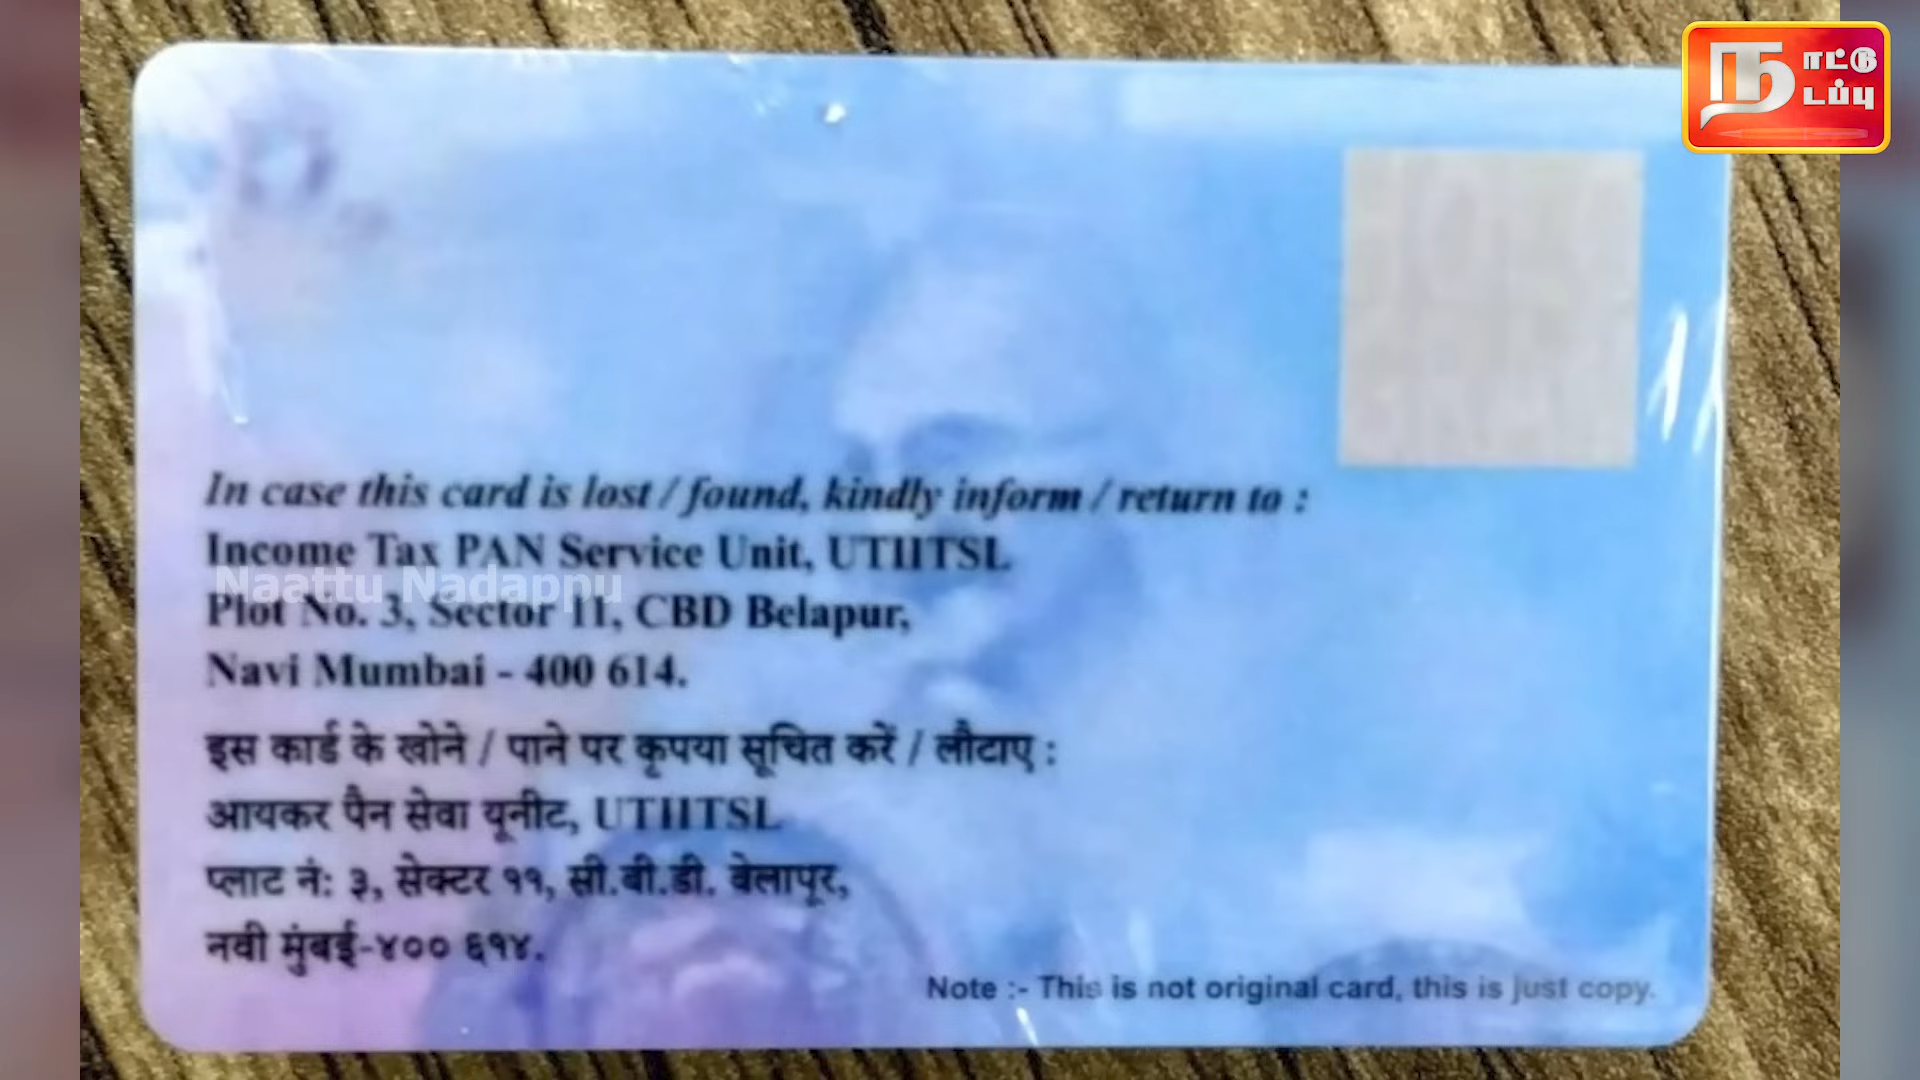 நாட்டு
நடப்பு
In case this card is lost / found, kindly inform / return to :
Income Tax PAN Service Unit, UTIITSL
Naattu Nadappu
Plot No. 3, Sector 11, CBD Belapur,
Navi Mumbai - 400 614.
इस कार्ड के खोने / पाने पर कृपया सूचित करें / लौटाए :
आयकर पैन सेवा यूनीट, UTIITSL
प्लाट नं: ३, सेक्टर ११, सी.बी.डी. बेलापूर,
नवी मुंबई-४०० ६१४.
Note :- This is not original card, this is just copy.